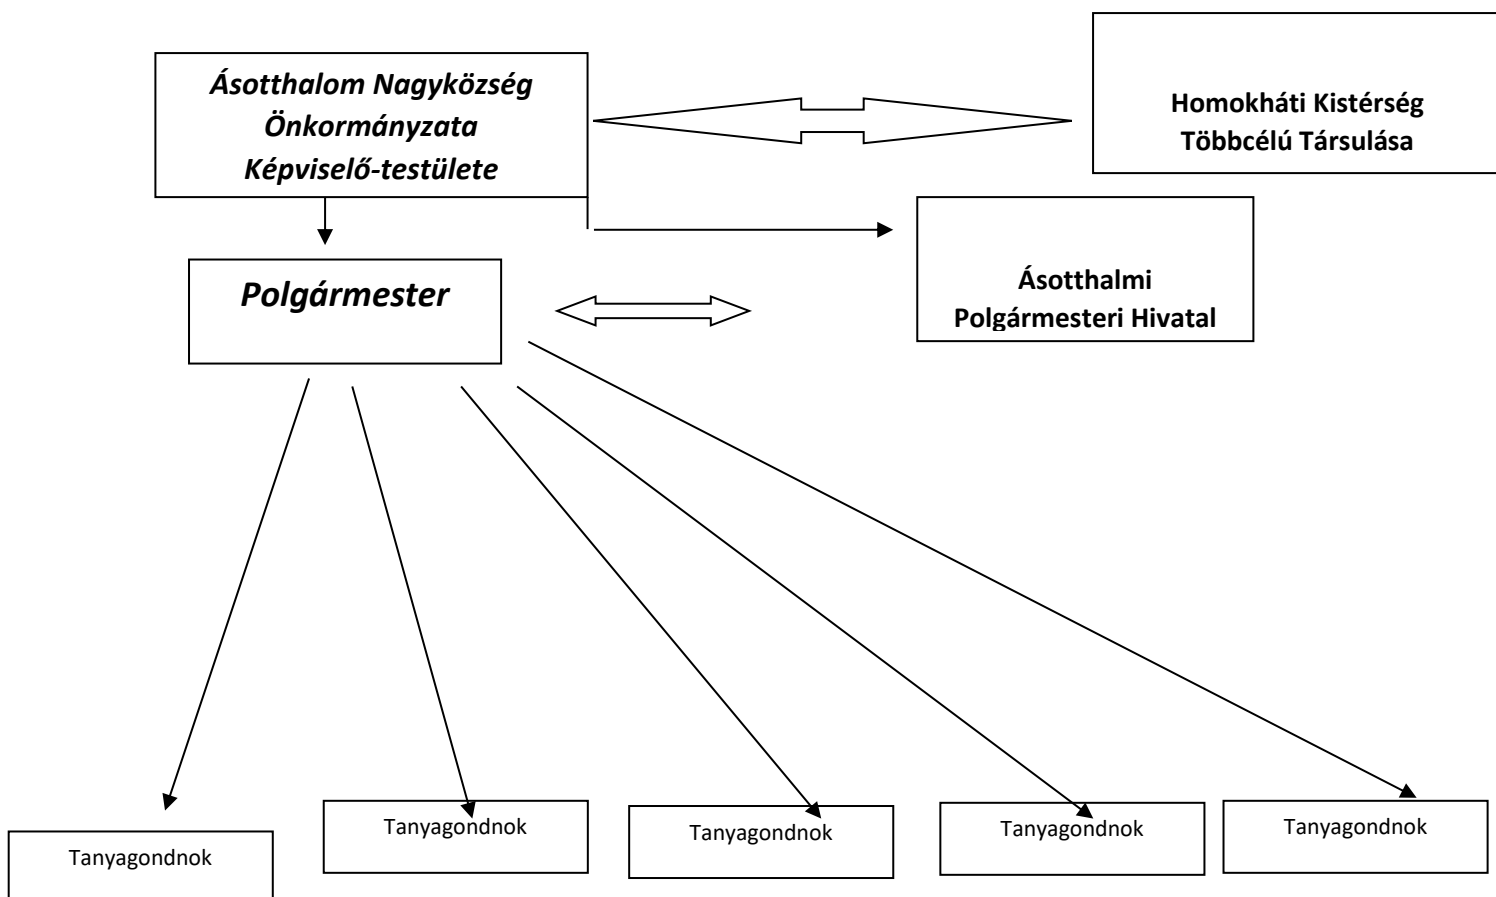 Ásotthalom Nagyközség
Önkormányzata
Képviselő-testülete
Homokháti Kistérség
Többcélú Társulása
Polgármester
Ásotthalmi
Polgármesteri Hivatal
Tanyagondnok
Tanyagondnok
Tanyagondnok
Tanyagondnok
Tanyagondnok